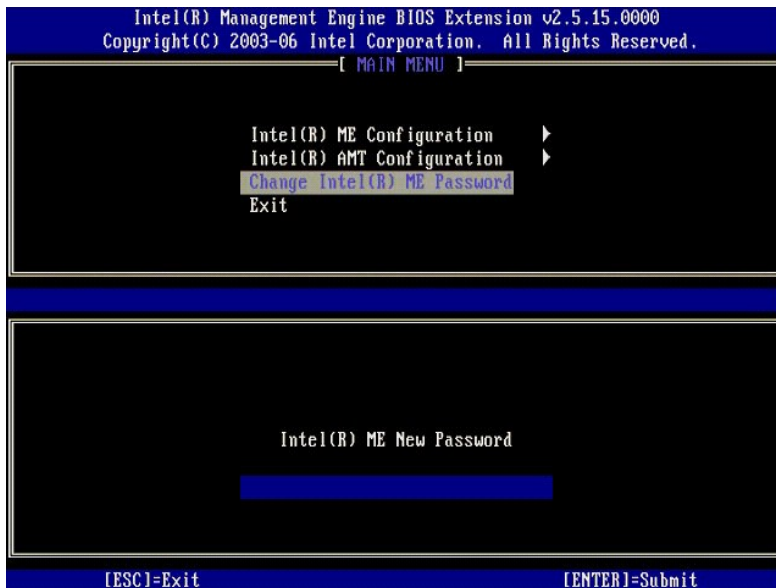 Intel(R) Management Engine BIOS Extension v2.5.15.0000
Copyright(C) 2003-06 Intel Corporation. All Rights Reserved.
[ MAIN MENU ]
Intel(R) ME Configuration
Intel(R) AMT Configuration
Change Intel(R) ME Password
Exit
Intel(R) ME New Password
[ESC]=Exit [ENTER]=Submit